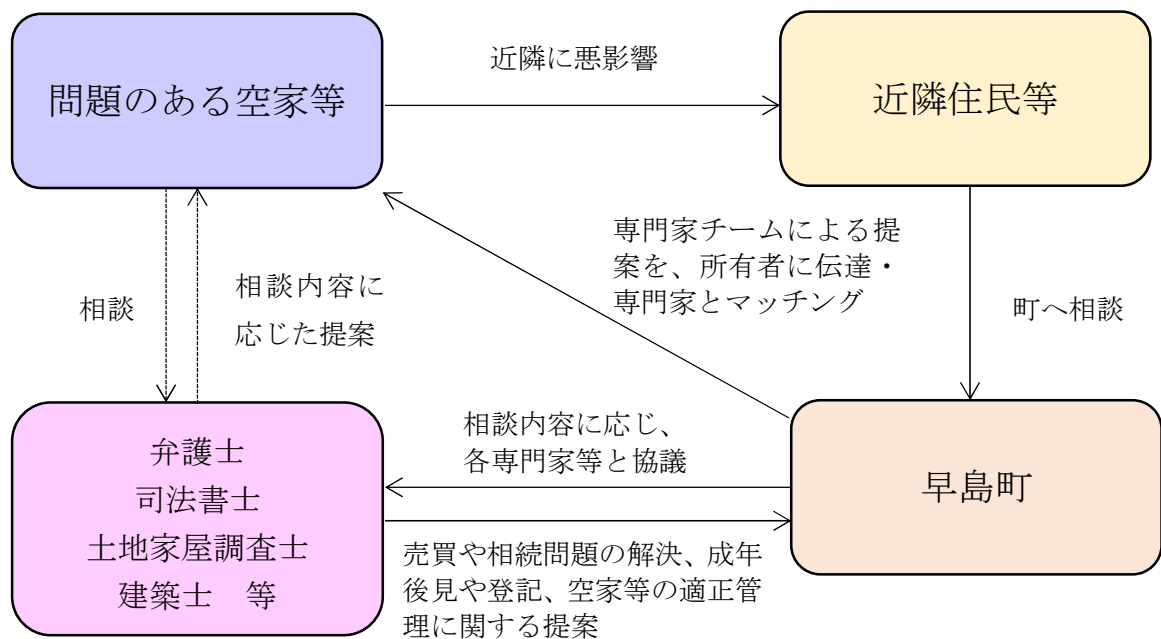 問題のある空家等
近隣に悪影響
近隣住民等
専門家チームによる提
案を、所有者に伝達・
専門家とマッチング
相談
相談内容に
応じた提案
町へ相談
弁護士
司法書士
土地家屋調査士
建築士　等
相談内容に応じ、
各専門家等と協議
早島町
売買や相続問題の解決、成年
後見や登記、空家等の適正管
理に関する提案